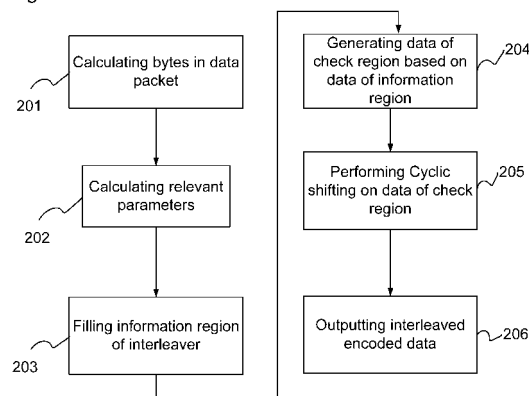 Calculating bytes in data
packet
201
Calculating relevant
parameters
202
Filling information region
of interleaver
203
Generating data of
check region based on
data of information
region
204
Performing Cyclic
shifting on data of check
region
205
Outputting interleaved
encoded data
206